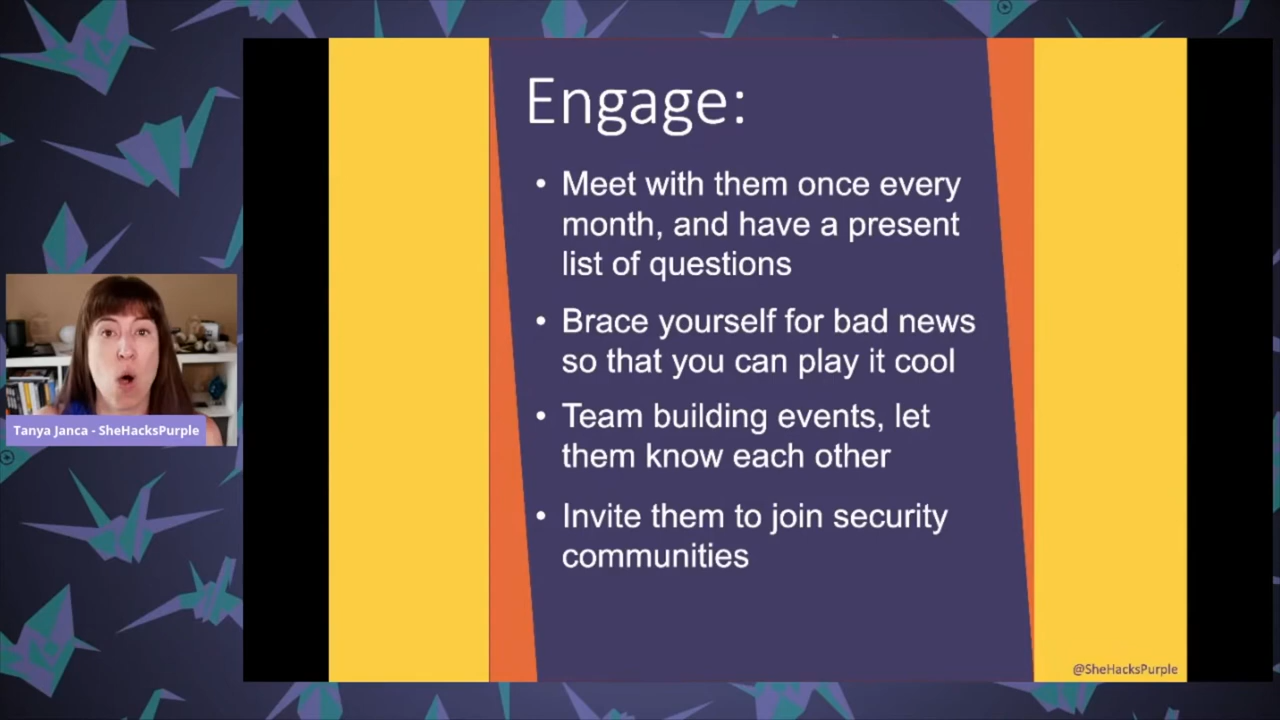 Engage:
• Meet with them once every
month, and have a present
list of questions
• Brace yourself for bad news
so that you can play it cool
• Team building events, let
them know each other
• Invite them to join security
communities
Tanya Janca - SheHacksPurple
@SheHacksPurple